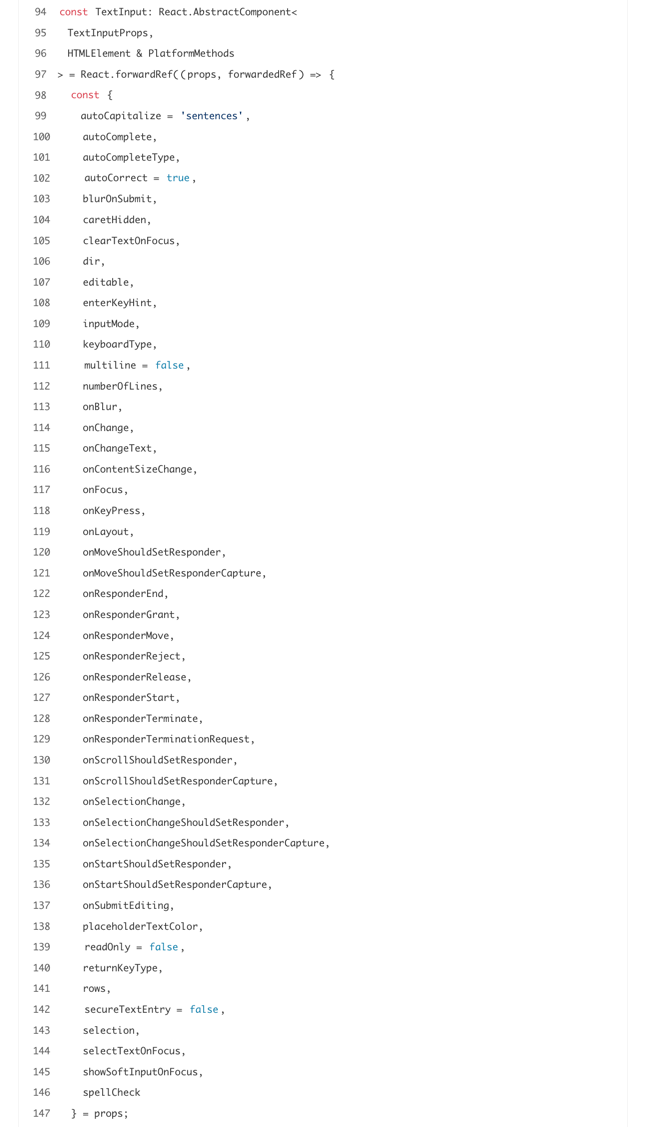 94 const TextInput: React.AbstractComponent<
95 TextInputProps,
96 HTMLElement & PlatformMethods
97 > = React.forwardRef((props, forwardedRef) => {
98 const {
99 autoCapitalize = 'sentences',
100 autoComplete,
101 autoCompleteType,
102 autoCorrect = true,
103 blurOnSubmit,
104 caretHidden,
105 clearTextOnFocus,
106 dir,
107 editable,
108 enterKeyHint,
109 inputMode,
110 keyboardType,
111 multiline = false,
112 numberOfLines,
113 onBlur,
114 onChange,
115 onChangeText,
116 onContentSizeChange,
117 onFocus,
118 onKeyPress,
119 onLayout,
120 onMoveShouldSetResponder,
121 onMoveShouldSetResponderCapture,
122 onResponderEnd,
123 onResponderGrant,
124 onResponderMove,
125 onResponderReject,
126 onResponderRelease,
127 onResponderStart,
128 onResponderTerminate,
129 onResponderTerminationRequest,
130 onScrollShouldSetResponder,
131 onScrollShouldSetResponderCapture,
132 onSelectionChange,
133 onSelectionChangeShouldSetResponder,
134 onSelectionChangeShouldSetResponderCapture,
135 onStartShouldSetResponder,
136 onStartShouldSetResponderCapture,
137 onSubmitEditing,
138 placeholderTextColor,
139 readOnly = false,
140 returnKeyType,
141 rows,
142 secureTextEntry = false,
143 selection,
144 selectTextOnFocus,
145 showSoftInputOnFocus,
146 spellCheck
147 } = props;